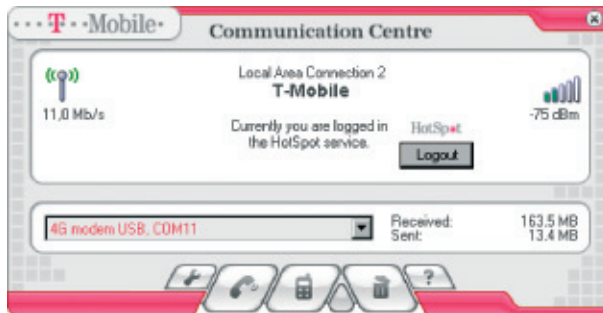 · · · T · · Mobile ·
Communication Centre
Local Area Connection 2
T-Mobile
11,0 Mb/s
-75 dBm
Currently you are logged in
the HotSpot service.
HotSpot
Logout
4G modem USB, COM11
Received: 163.5 MB
Sent: 13.4 MB
?